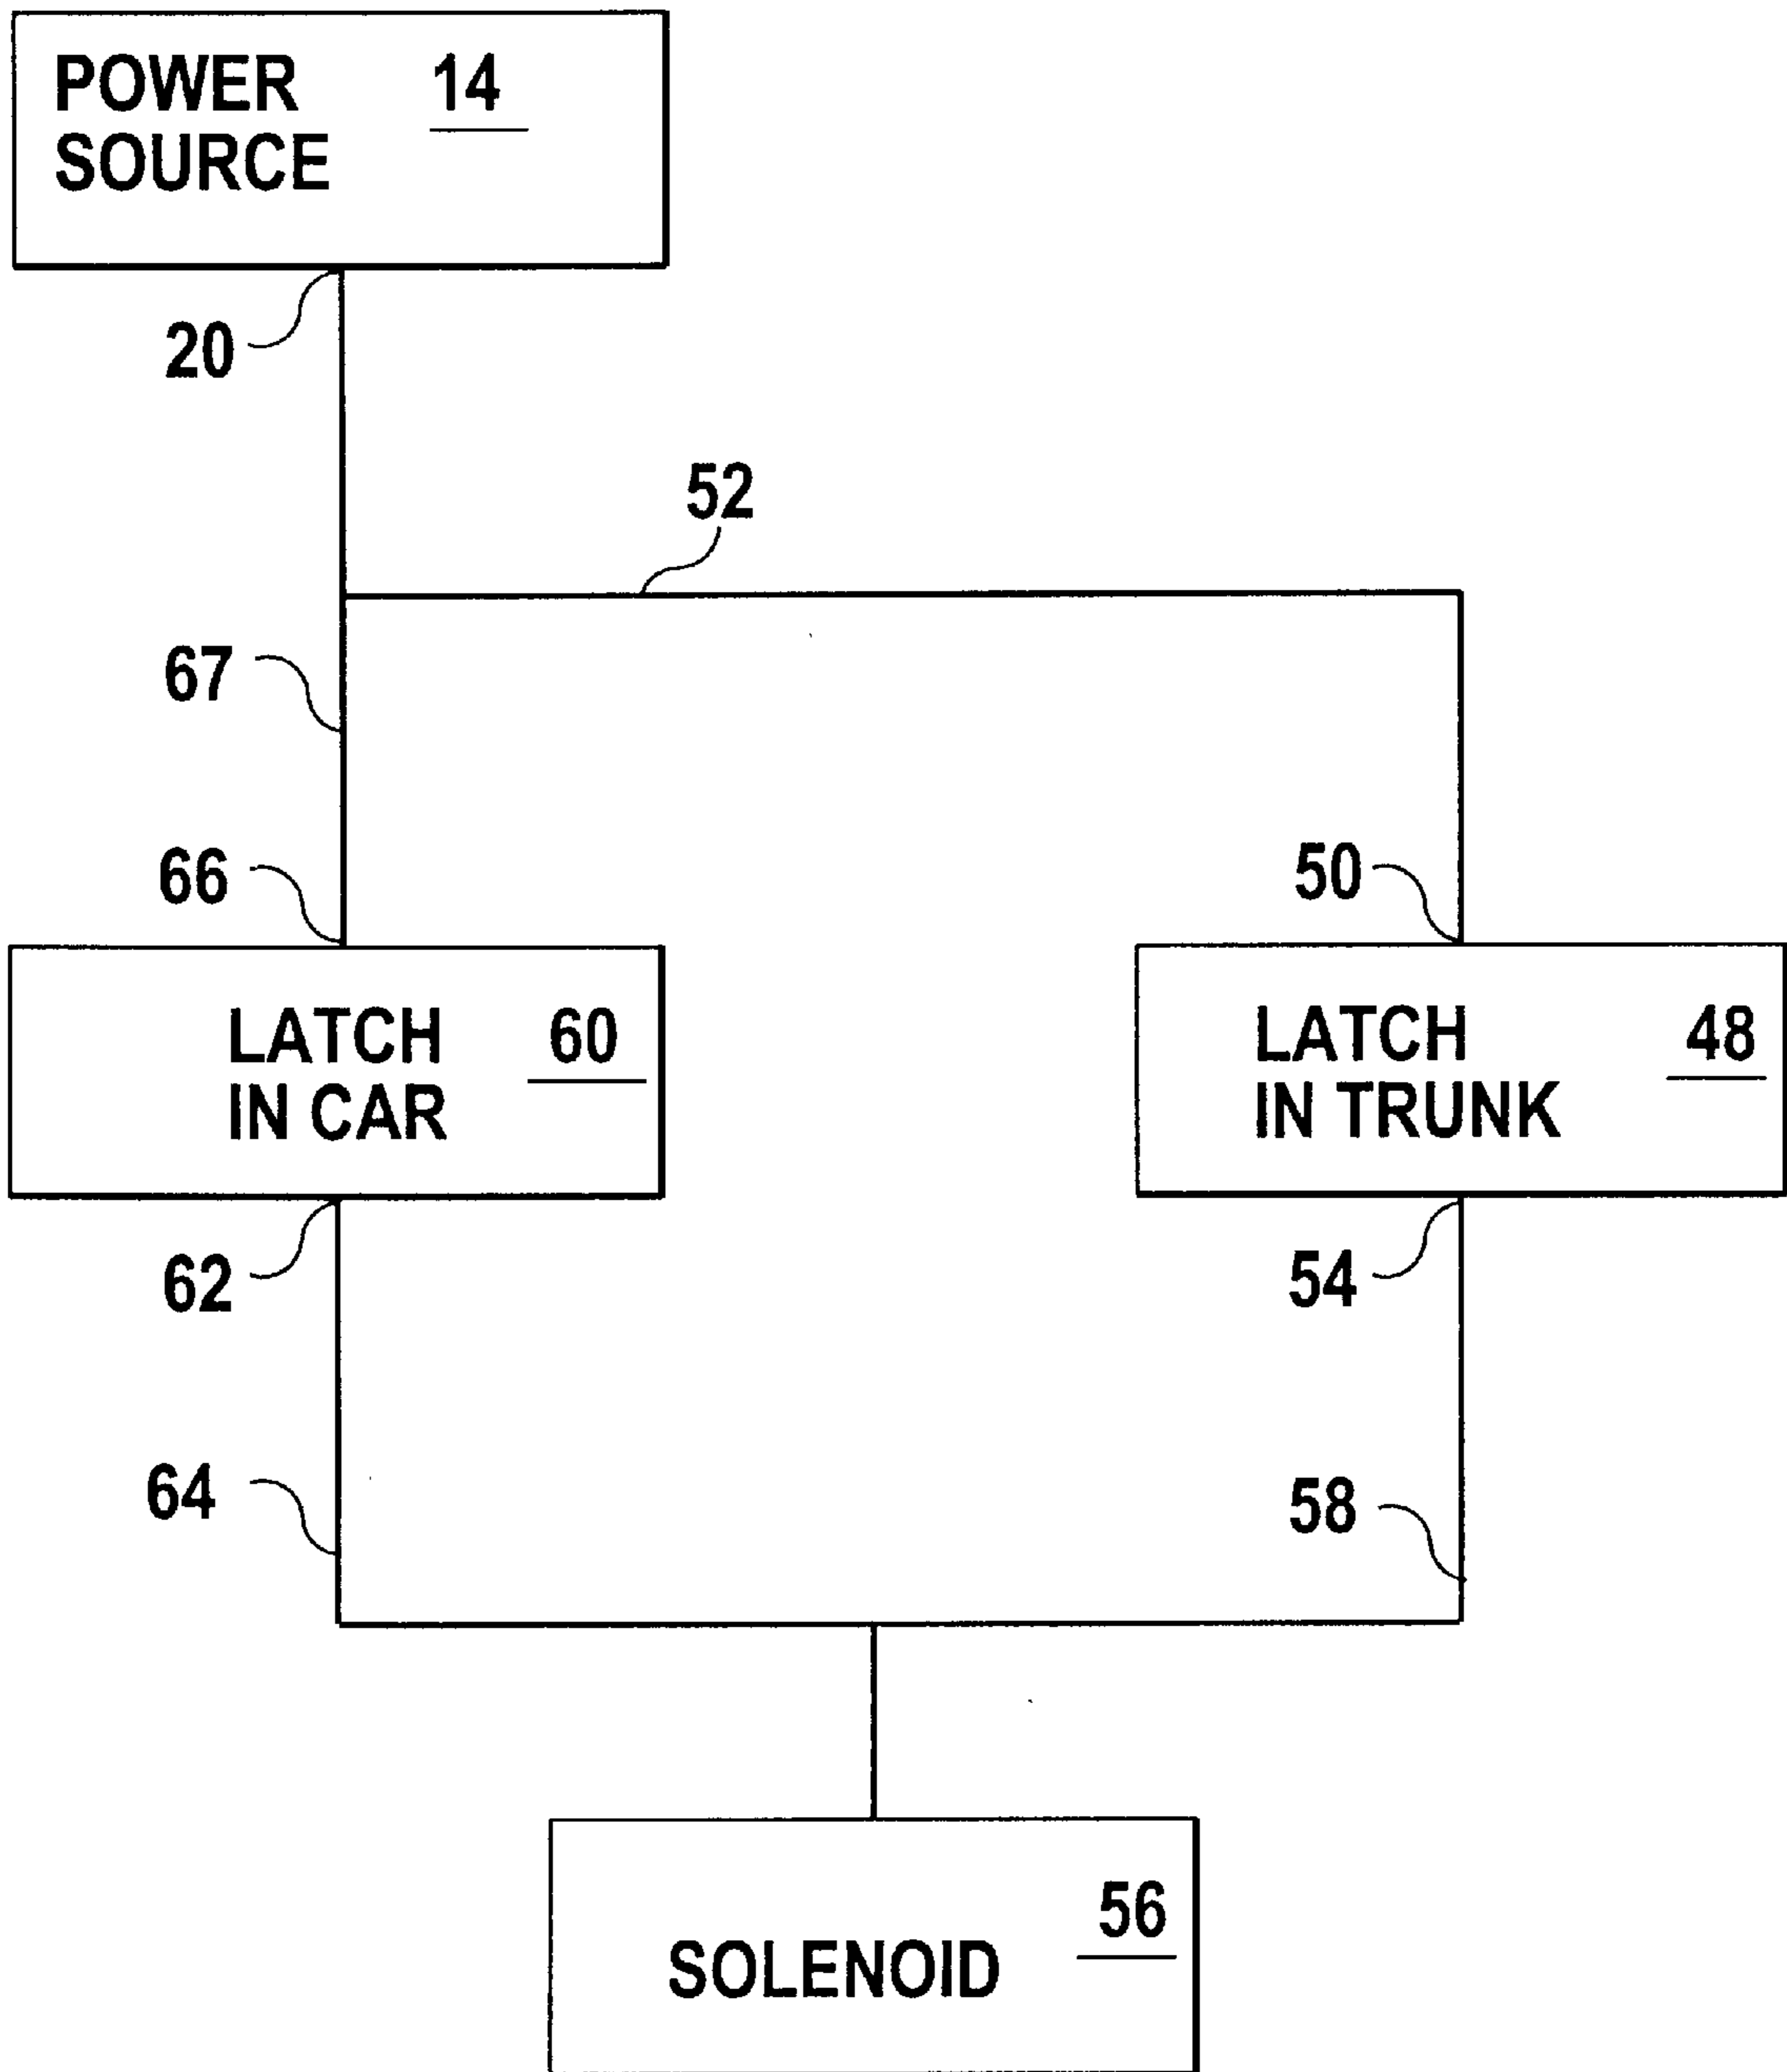 POWER 14
SOURCE
20
52
67
66
50
LATCH 60
IN CAR
LATCH 48
IN TRUNK
62
54
64
58
56
SOLENOID